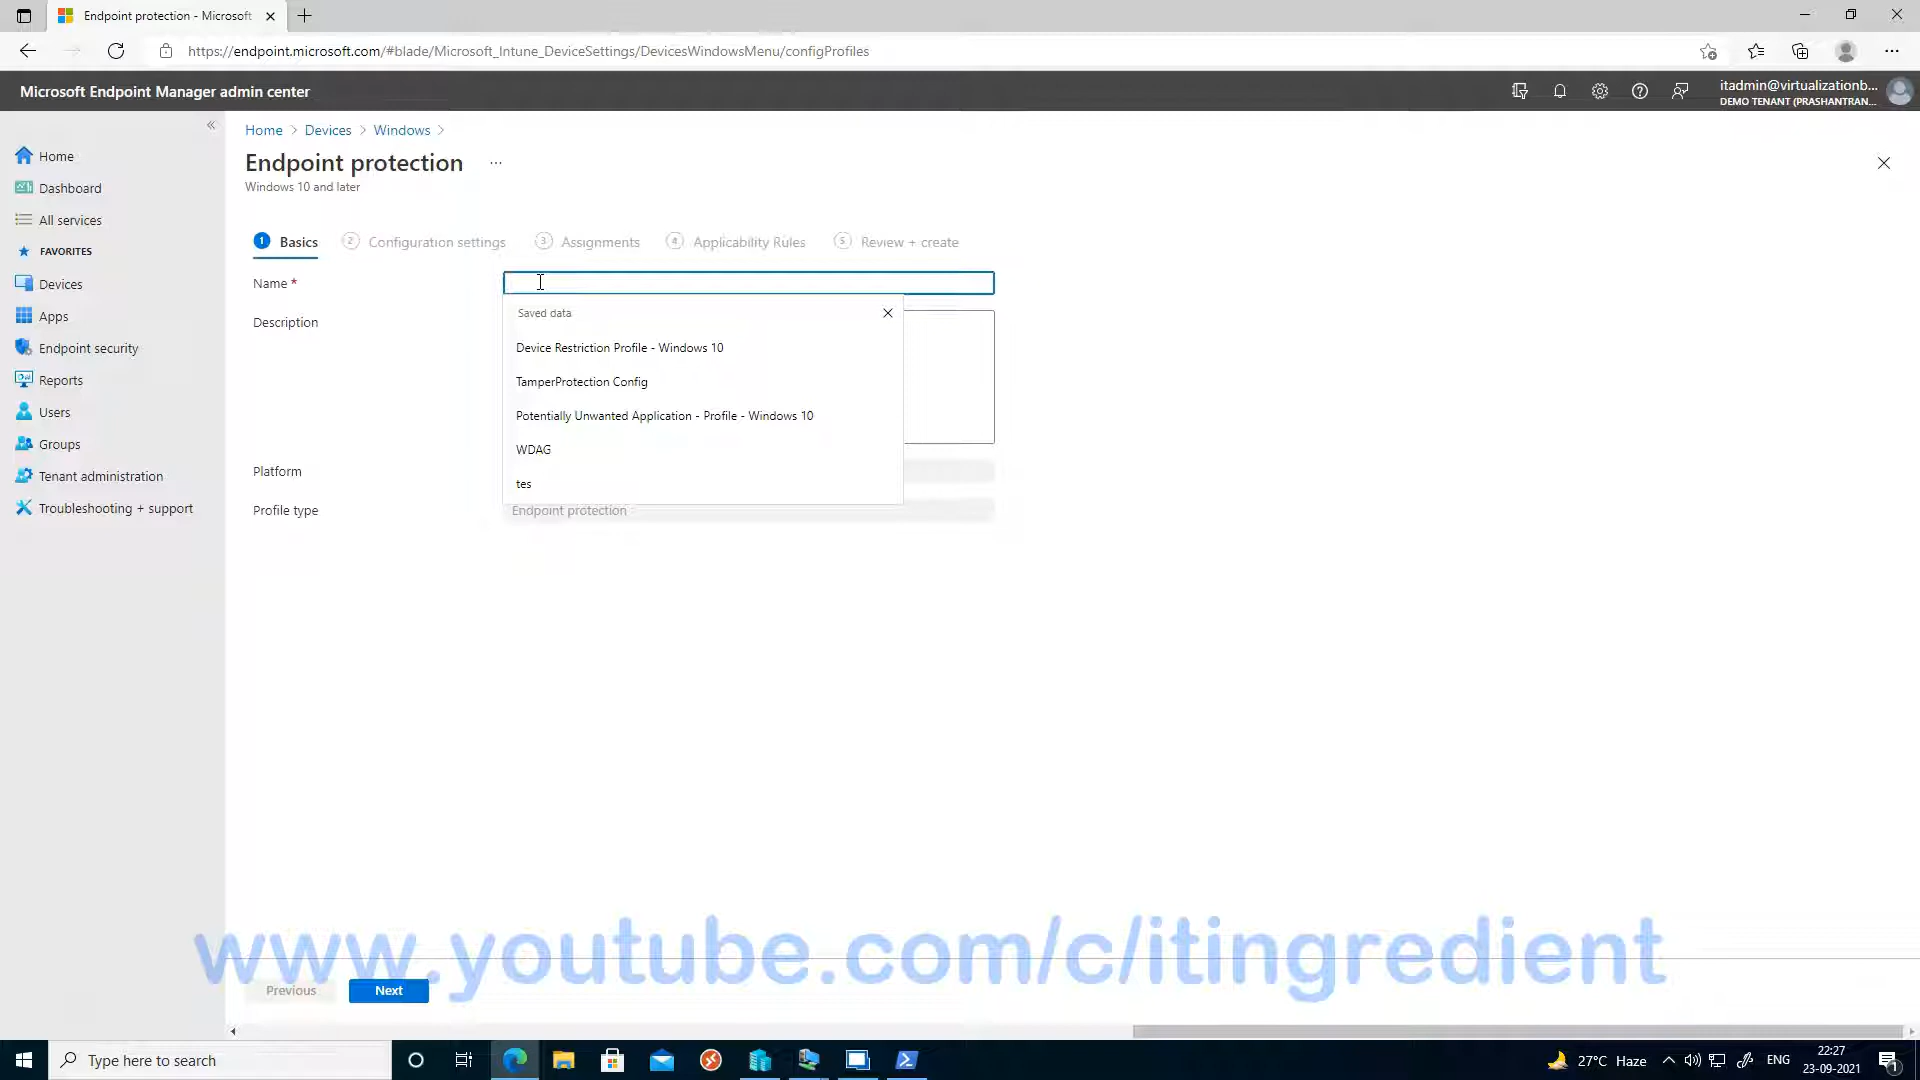 Endpoint protection - Microsoft
https://endpoint.microsoft.com/#blade/Microsoft_Intune_DeviceSettings/DevicesWindowsMenu/configProfiles
Microsoft Endpoint Manager admin center
itadmin@virtualizationb...
DEMO TENANT (PRASHANTRAN...
Home > Devices > Windows >
Endpoint protection ...
Windows 10 and later
Home
Dashboard
All services
FAVORITES
Devices
Apps
Endpoint security
Reports
Users
Groups
Tenant administration
Troubleshooting + support
1 Basics 2 Configuration settings 3 Assignments 4 Applicability Rules 5 Review + create
Name *
Description
Saved data
Device Restriction Profile - Windows 10
TamperProtection Config
Potentially Unwanted Application - Profile - Windows 10
WDAG
tes
Platform
Profile type
Endpoint protection
www.youtube.com/c/itingredient
Previous Next
Type here to search
27°C Haze
ENG
22:27
23-09-2021
1